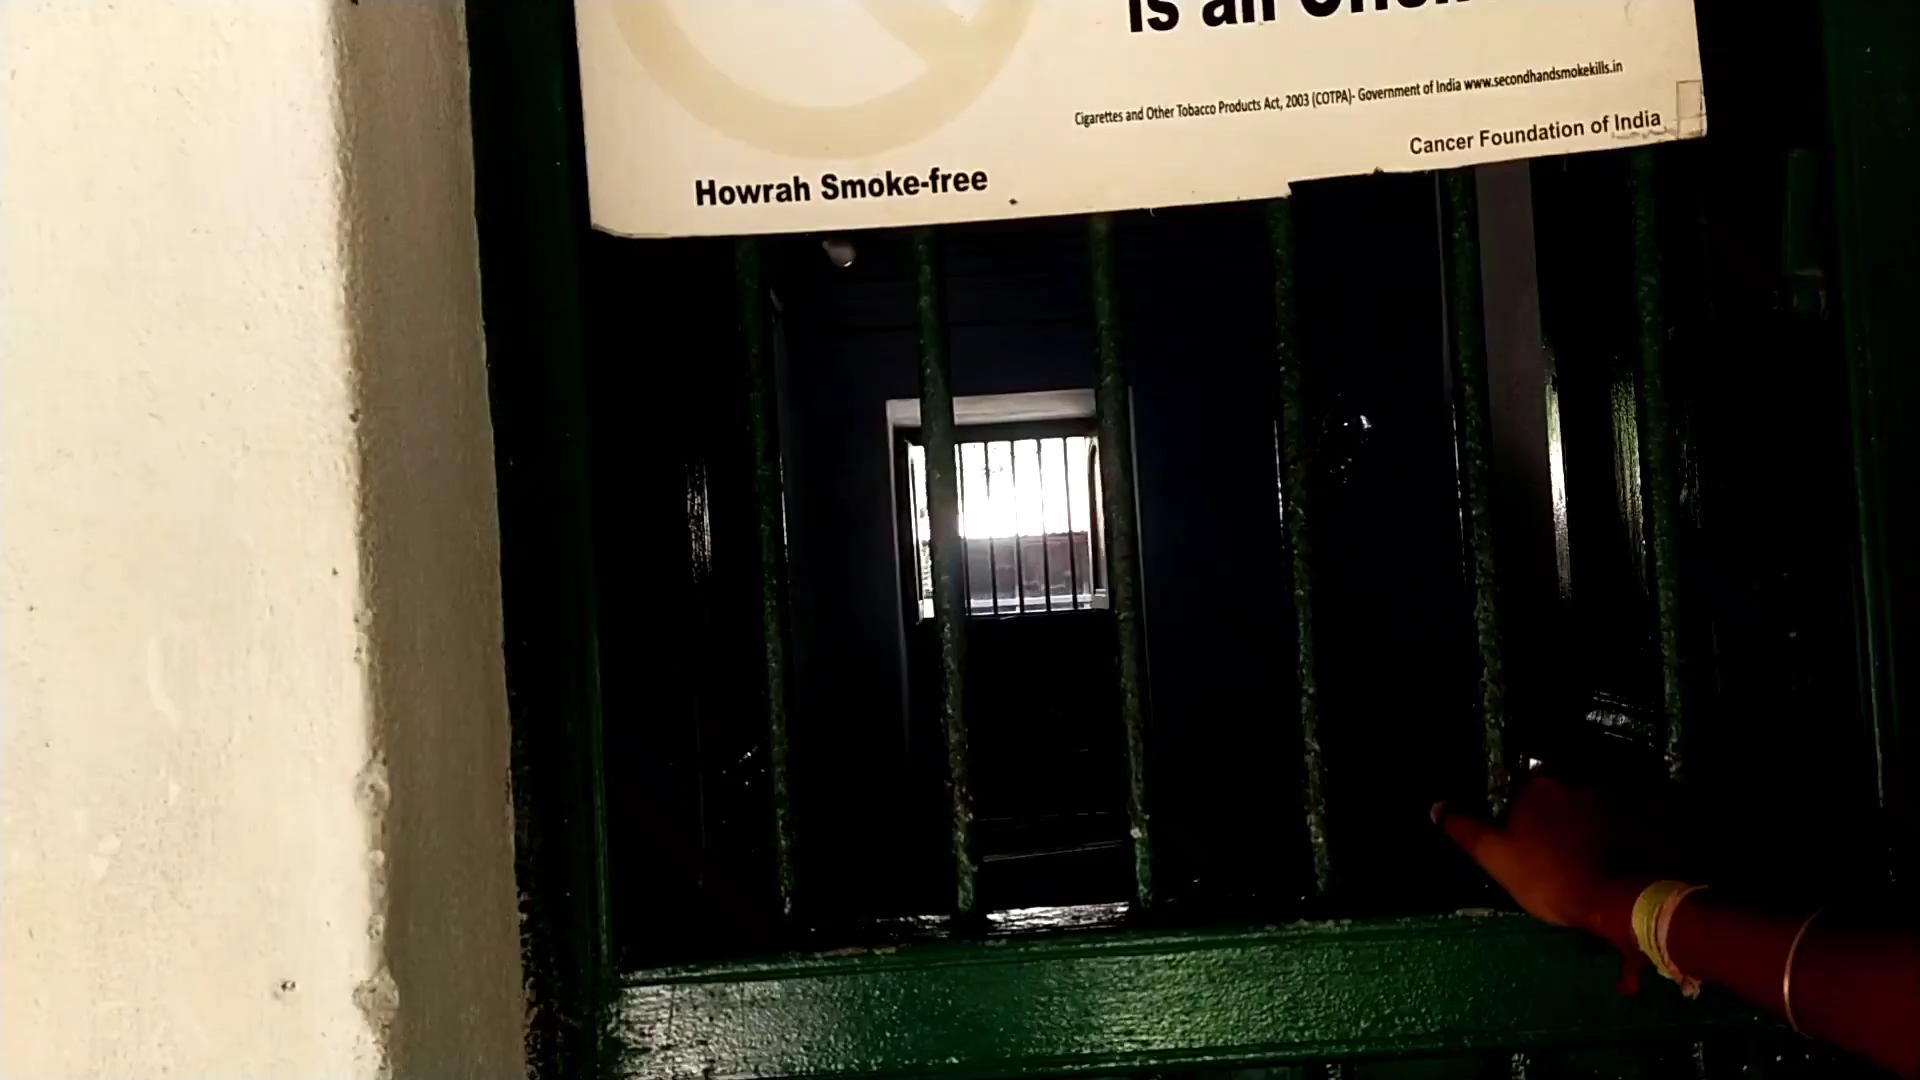 is an
Cigarettes and Other Tobacco Products Act, 2003 (COTPA)- Government of India www.secondhandsmokekills.in
Cancer Foundation of India
Howrah Smoke-free